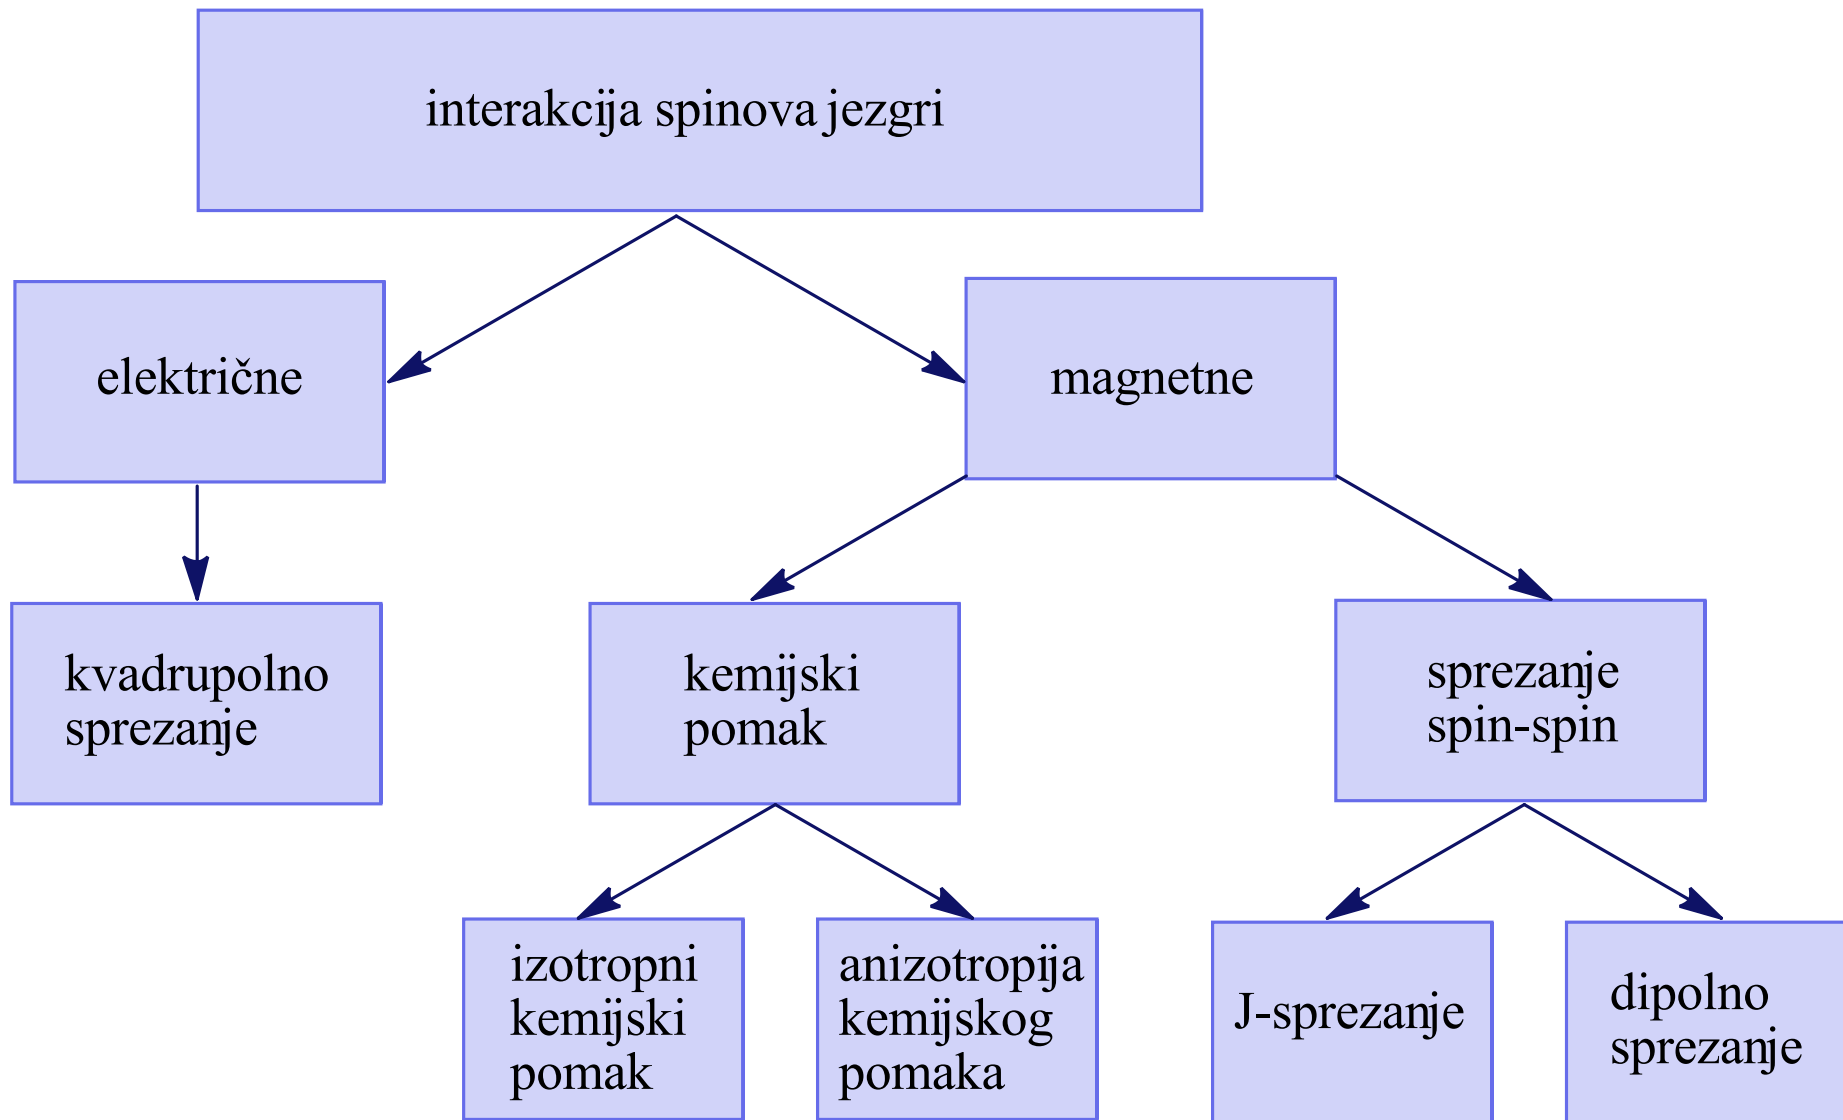 interakcija spinova jezgri
električne
magnetne
kvadrupolno
sprezanje
kemijski
pomak
sprezanje
spin-spin
izotropni
kemijski
pomak
anizotropija
kemijskog
pomaka
J-sprezanje
dipolno
sprezanje